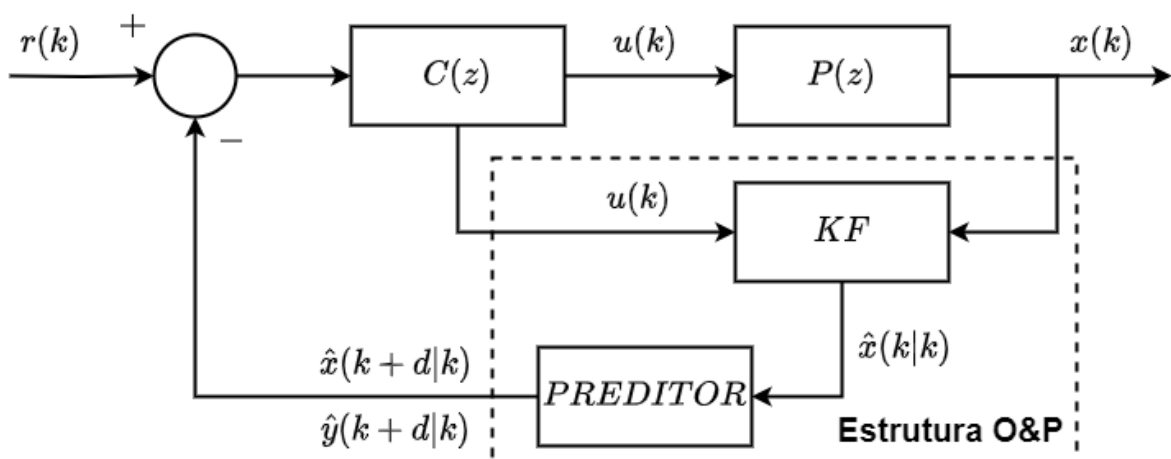 r(k)
+
−
C(z)
u(k)
P(z)
x(k)
u(k)
KF
x̂(k|k)
x̂(k + d|k)
PREDITOR
ŷ(k + d|k)
Estrutura O&P